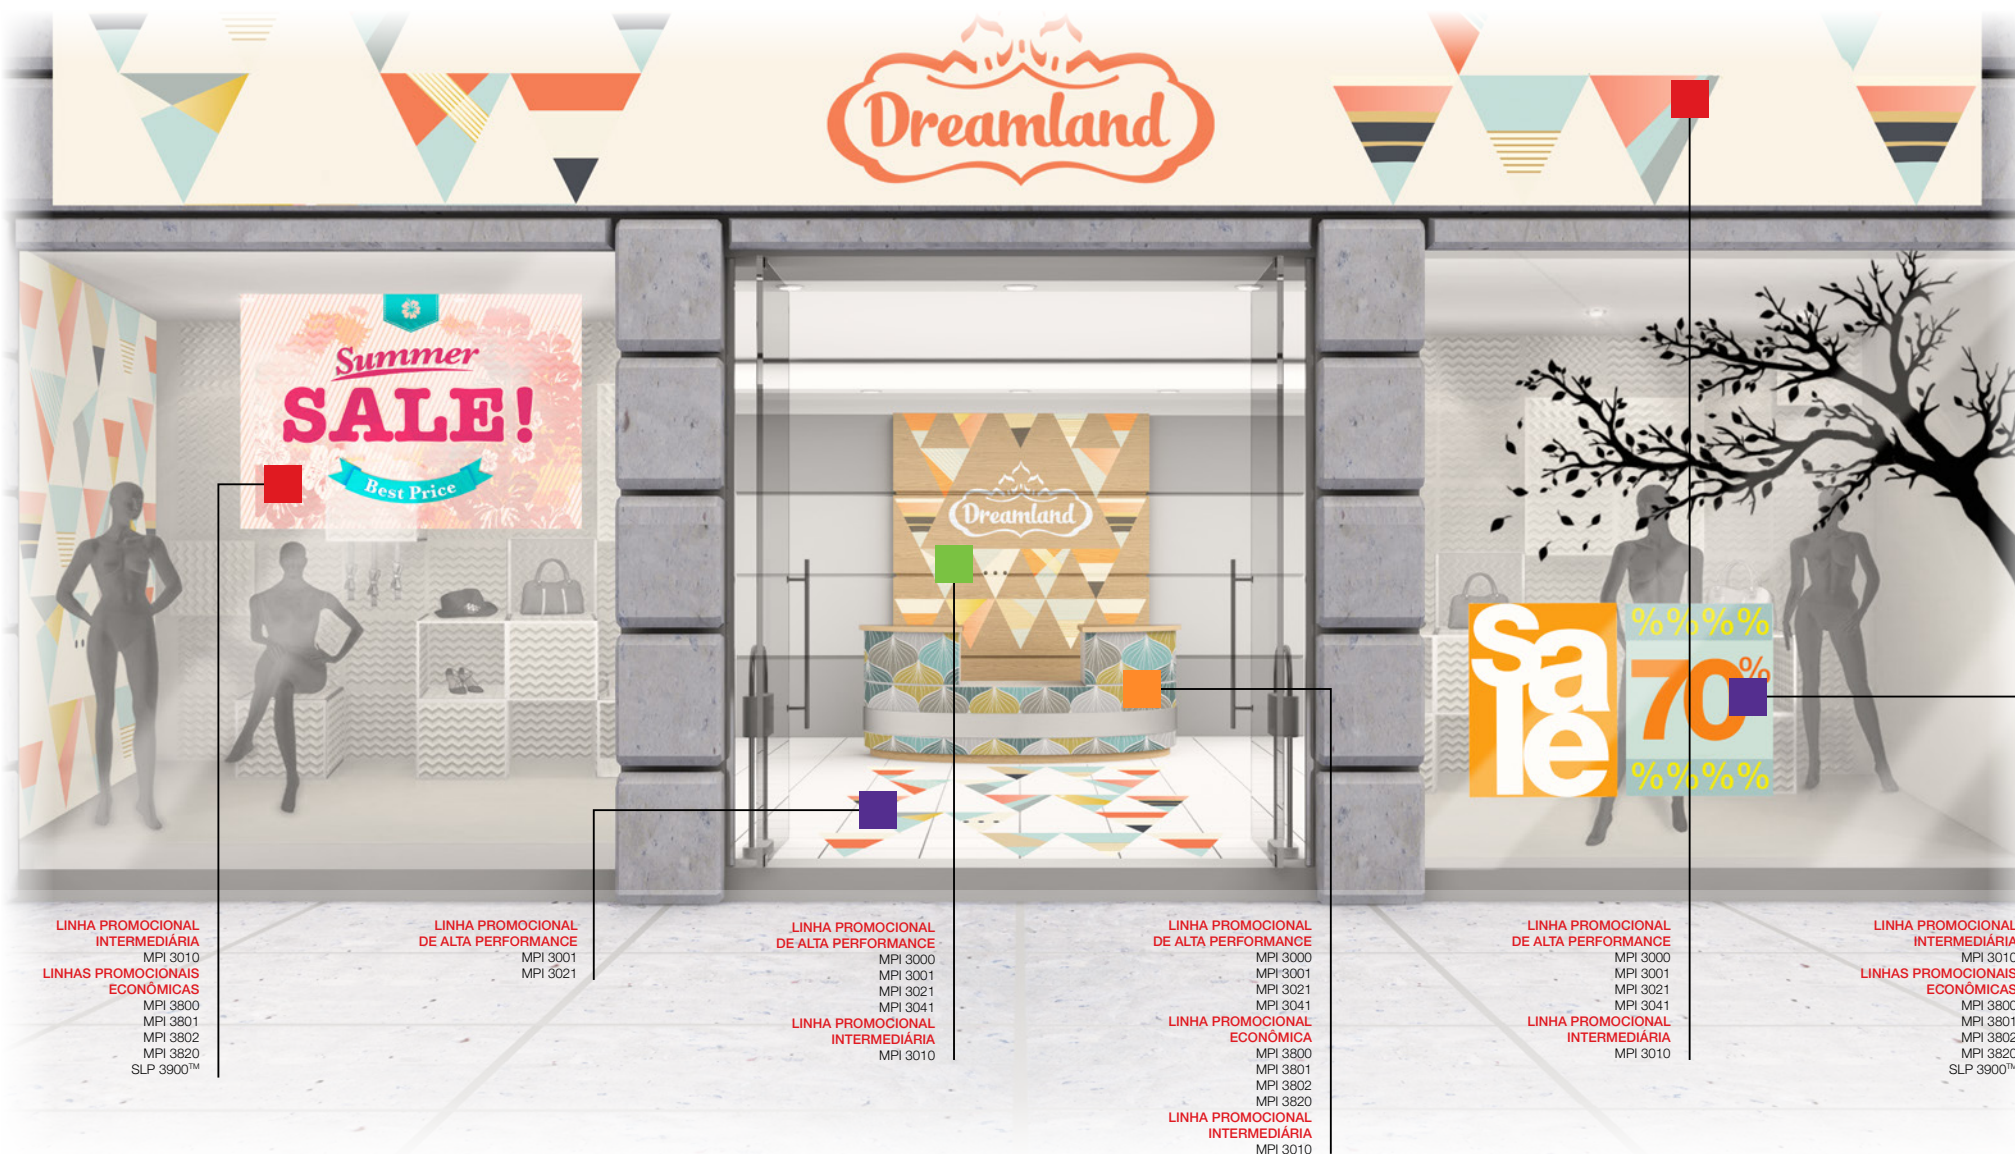 Dreamland
Summer
SALE!
Best Price
Dreamland
sale
%%%%
70%
%%%%
LINHA PROMOCIONAL
INTERMEDIÁRIA
MPI 3010
LINHAS PROMOCIONAIS
ECONÔMICAS
MPI 3800
MPI 3801
MPI 3802
MPI 3820
SLP 3900™
LINHA PROMOCIONAL
DE ALTA PERFORMANCE
MPI 3001
MPI 3021
LINHA PROMOCIONAL
DE ALTA PERFORMANCE
MPI 3000
MPI 3001
MPI 3021
MPI 3041
LINHA PROMOCIONAL
INTERMEDIÁRIA
MPI 3010
LINHA PROMOCIONAL
DE ALTA PERFORMANCE
MPI 3000
MPI 3001
MPI 3021
MPI 3041
LINHA PROMOCIONAL
ECONÔMICA
MPI 3800
MPI 3801
MPI 3802
MPI 3820
LINHA PROMOCIONAL
INTERMEDIÁRIA
MPI 3010
LINHA PROMOCIONAL
DE ALTA PERFORMANCE
MPI 3000
MPI 3001
MPI 3021
MPI 3041
LINHA PROMOCIONAL
INTERMEDIÁRIA
MPI 3010
LINHA PROMOCIONAL
INTERMEDIÁRIA
MPI 3010
LINHAS PROMOCIONAIS
ECONÔMICAS
MPI 3800
MPI 3801
MPI 3802
MPI 3820
SLP 3900™